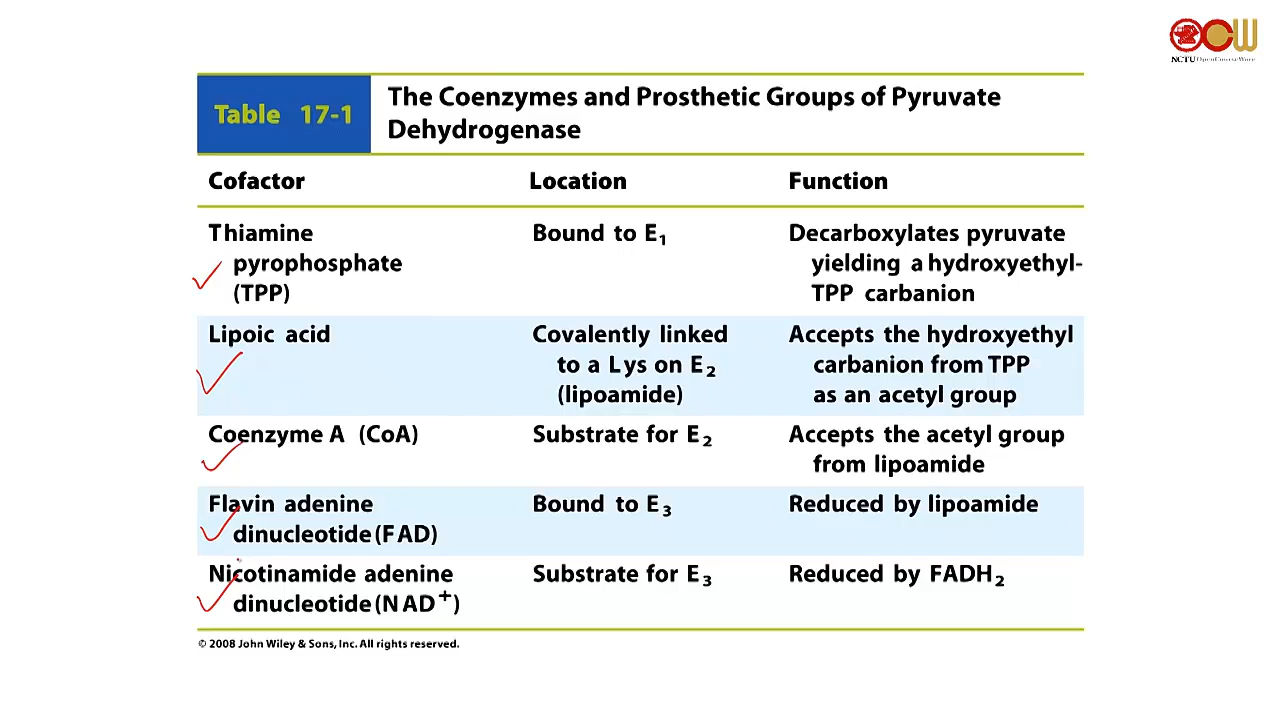 OCW
NCTU OpenCourseWare
Table 17-1
The Coenzymes and Prosthetic Groups of Pyruvate
Dehydrogenase
Cofactor Location Function
Thiamine
pyrophosphate
(TPP)
Bound to E₁
Decarboxylates pyruvate
yielding a hydroxyethyl-
TPP carbanion
Lipoic acid
Covalently linked
to a Lys on E₂
(lipoamide)
Accepts the hydroxyethyl
carbanion from TPP
as an acetyl group
Coenzyme A (CoA)
Substrate for E₂
Accepts the acetyl group
from lipoamide
Flavin adenine
dinucleotide (FAD)
Bound to E₃
Reduced by lipoamide
Nicotinamide adenine
dinucleotide (NAD⁺)
Substrate for E₃
Reduced by FADH₂
© 2008 John Wiley & Sons, Inc. All rights reserved.